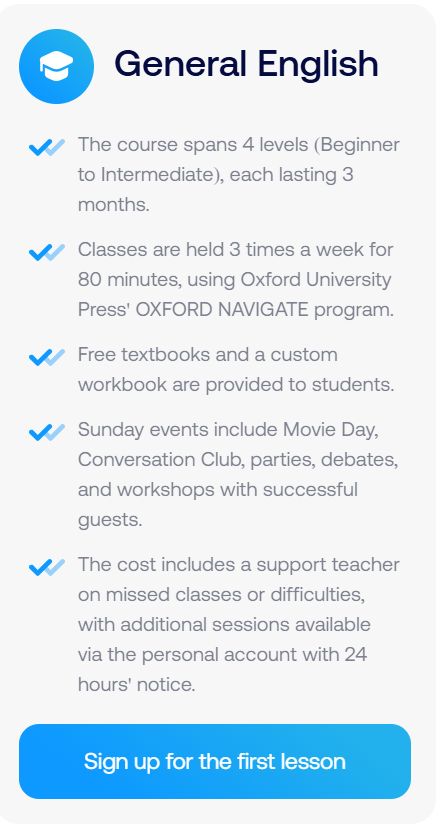 General English
The course spans 4 levels (Beginner
to Intermediate), each lasting 3
months.
Classes are held 3 times a week for
80 minutes, using Oxford University
Press' OXFORD NAVIGATE program.
Free textbooks and a custom
workbook are provided to students.
Sunday events include Movie Day,
Conversation Club, parties, debates,
and workshops with successful
guests.
The cost includes a support teacher
on missed classes or difficulties,
with additional sessions available
via the personal account with 24
hours' notice.
Sign up for the first lesson